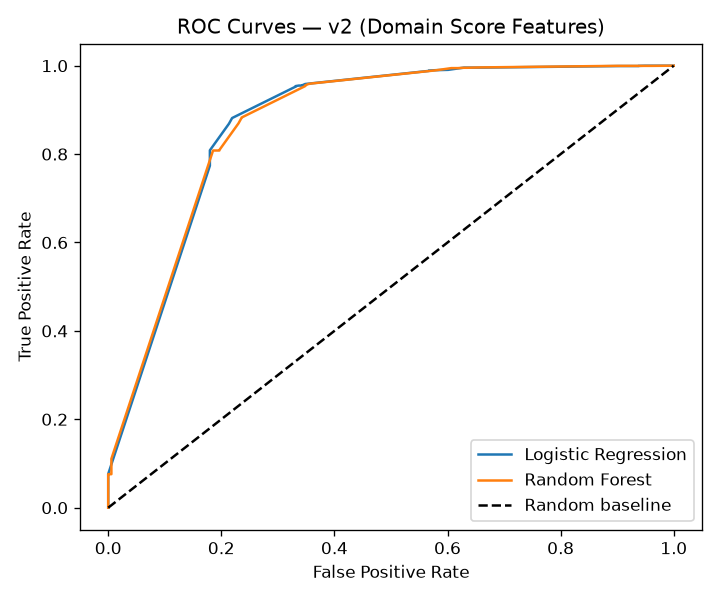 ROC Curves — v2 (Domain Score Features)
True Positive Rate
1.0
0.8
0.6
0.4
0.2
0.0
Logistic Regression
Random Forest
Random baseline
0.0 0.2 0.4 0.6 0.8 1.0
False Positive Rate